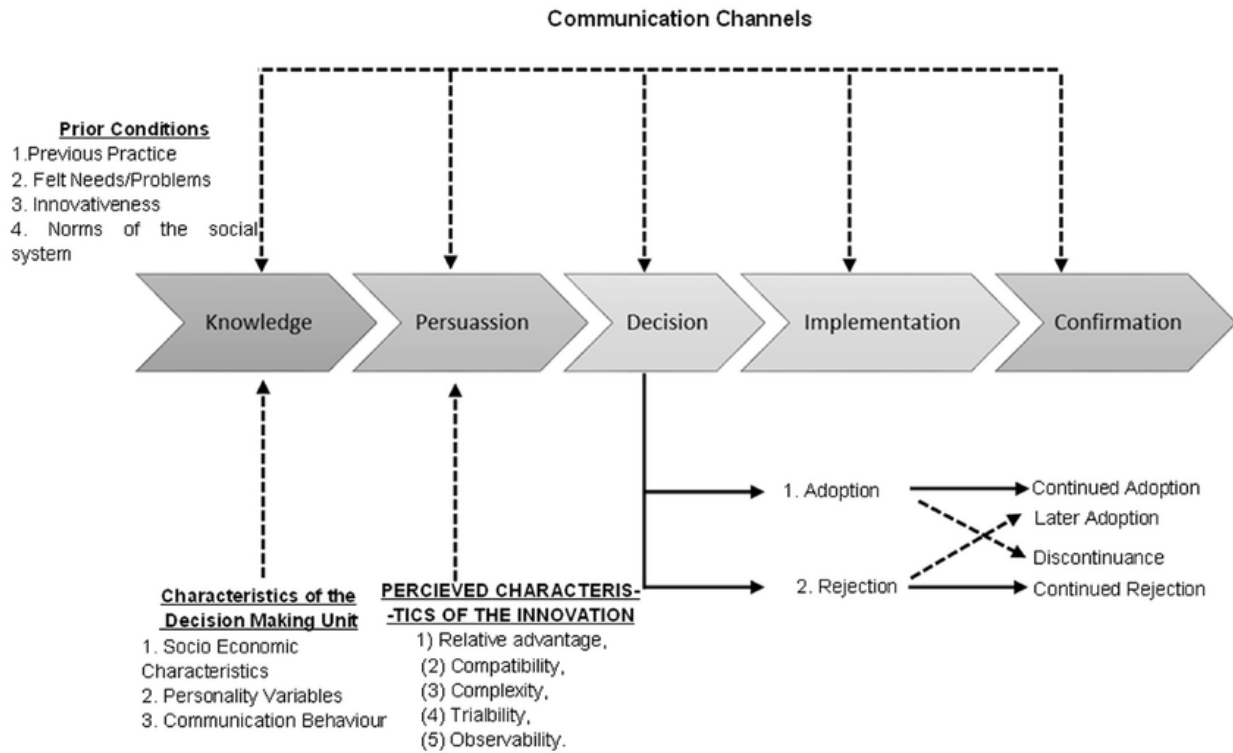 Communication Channels
Prior Conditions
1.Previous Practice
2. Felt Needs/Problems
3. Innovativeness
4. Norms of the social
system
Knowledge
Persuassion
Decision
Implementation
Confirmation
1. Adoption
Continued Adoption
Later Adoption
Discontinuance
2. Rejection
Continued Rejection
Characteristics of the
Decision Making Unit
1. Socio Economic
Characteristics
2. Personality Variables
3. Communication Behaviour
PERCIEVED CHARACTERIS-
-TICS OF THE INNOVATION
1) Relative advantage,
(2) Compatibility,
(3) Complexity,
(4) Trialbility,
(5) Observability.